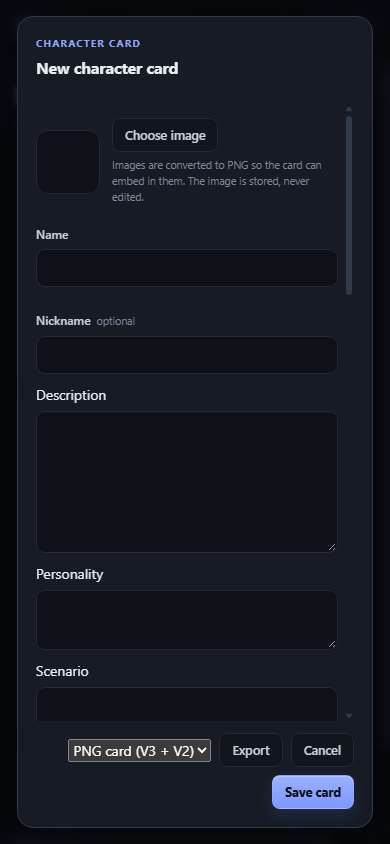 CHARACTER CARD
New character card
Choose image
Images are converted to PNG so the card can
embed in them. The image is stored, never
edited.
Name
Nickname optional
Description
Personality
Scenario
PNG card (V3 + V2)
Export
Cancel
Save card